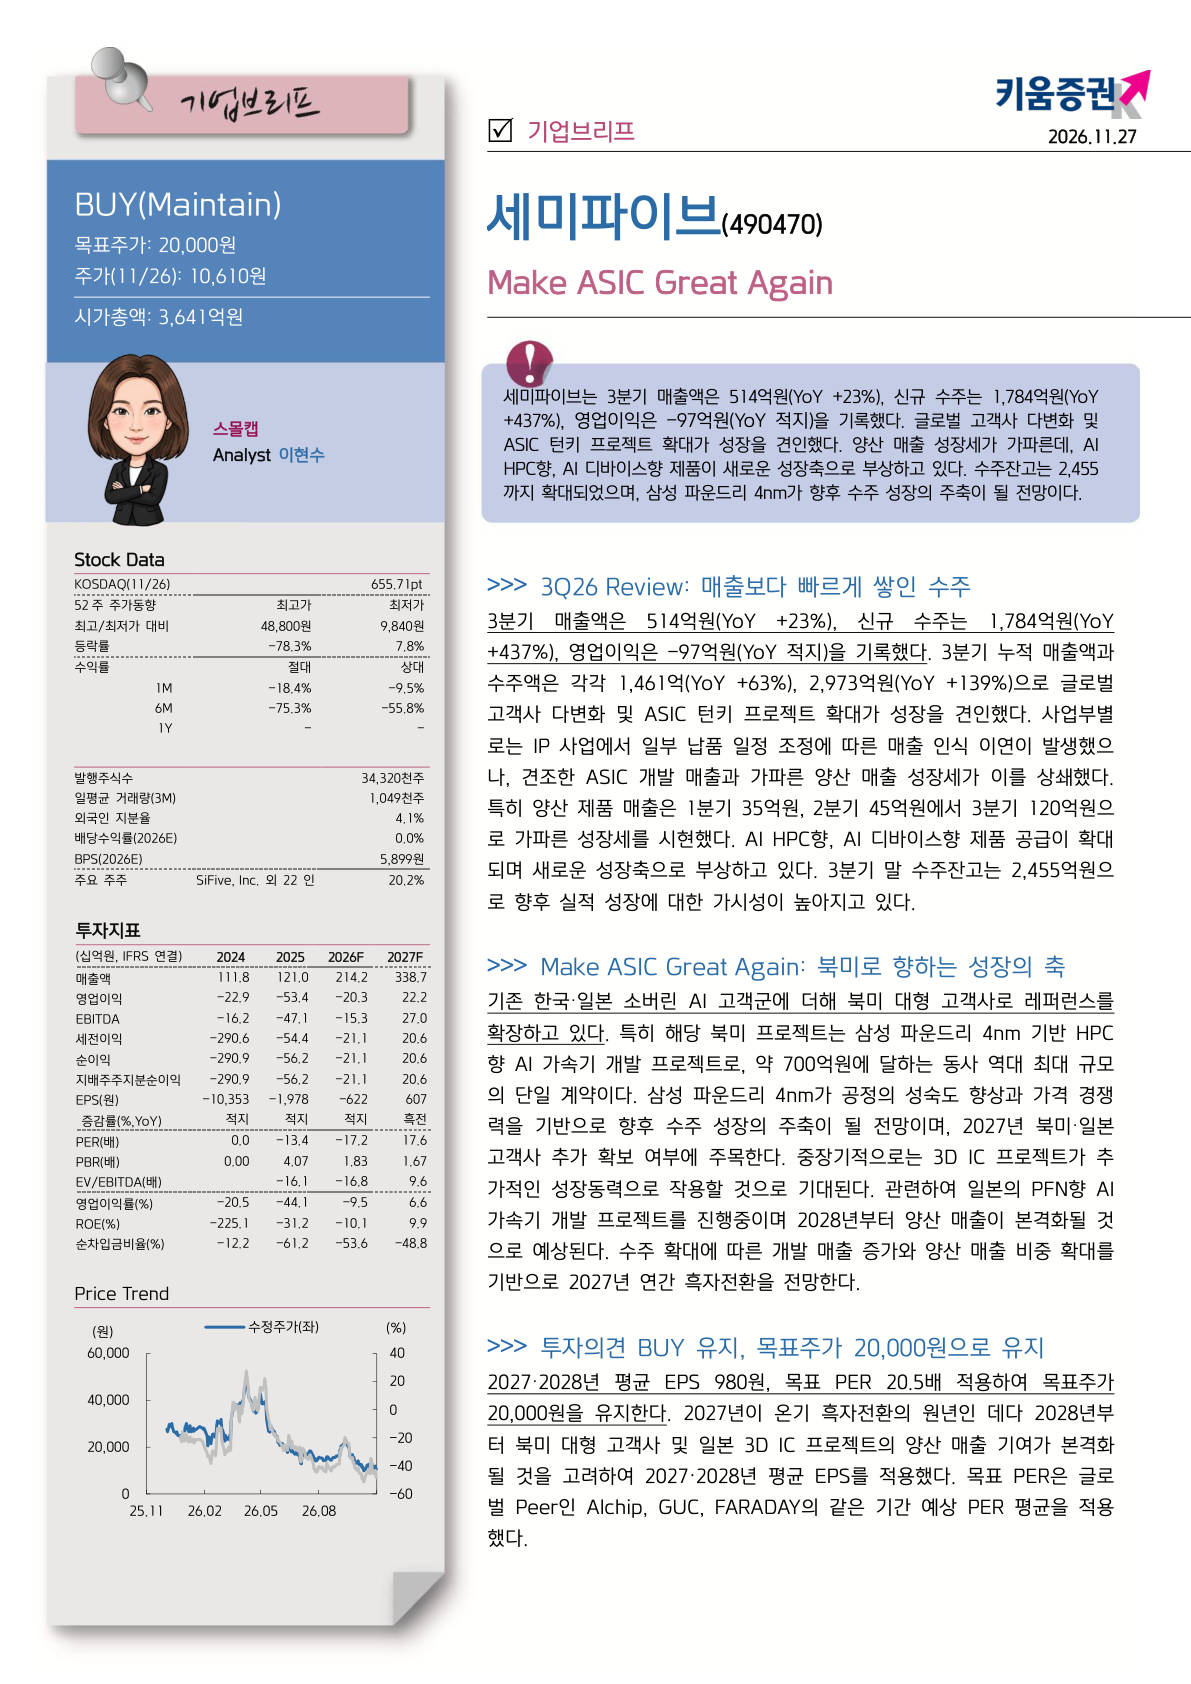 기업브리프
키움증권
☑ 기업브리프
2026.11.27
BUY(Maintain)
목표주가: 20,000원
주가(11/26): 10,610원
시가총액: 3,641억원
스몰캡
Analyst 이현수
Stock Data
KOSDAQ(11/26) 655.71pt
52주 주가동향 최고가 최저가
최고/최저가 대비 48,800원 9,840원
등락률 -78.3% 7.8%
수익률 절대 상대
1M -18.4% -9.5%
6M -75.3% -55.8%
1Y - -
발행주식수 34,320천주
일평균 거래량(3M) 1,049천주
외국인 지분율 4.1%
배당수익률(2026E) 0.0%
BPS(2026E) 5,899원
주요 주주 SiFive, Inc. 외 22 인 20.2%
투자지표
(십억원, IFRS 연결) 2024 2025 2026F 2027F
매출액 111.8 121.0 214.2 338.7
영업이익 -22.9 -53.4 -20.3 22.2
EBITDA -16.2 -47.1 -15.3 27.0
세전이익 -290.6 -54.4 -21.1 20.6
순이익 -290.9 -56.2 -21.1 20.6
지배주주지분순이익 -290.9 -56.2 -21.1 20.6
EPS(원) -10,353 -1,978 -622 607
증감률(%,YoY) 적지 적지 적지 흑전
PER(배) 0.0 -13.4 -17.2 17.6
PBR(배) 0.00 4.07 1.83 1.67
EV/EBITDA(배) -16.1 -16.8 9.6
영업이익률(%) -20.5 -44.1 -9.5 6.6
ROE(%) -225.1 -31.2 -10.1 9.9
순차입금비율(%) -12.2 -61.2 -53.6 -48.8
Price Trend
(원) 수정주가(좌) (%)
60,000 40
20
40,000 0
20,000 -20
-40
0 -60
25.11 26.02 26.05 26.08
세미파이브(490470)
Make ASIC Great Again
세미파이브는 3분기 매출액은 514억원(YoY +23%), 신규 수주는 1,784억원(YoY
+437%), 영업이익은 -97억원(YoY 적지)을 기록했다. 글로벌 고객사 다변화 및
ASIC 턴키 프로젝트 확대가 성장을 견인했다. 양산 매출 성장세가 가파른데, AI
HPC향, AI 디바이스향 제품이 새로운 성장축으로 부상하고 있다. 수주잔고는 2,455
까지 확대되었으며, 삼성 파운드리 4nm가 향후 수주 성장의 주축이 될 전망이다.
>>> 3Q26 Review: 매출보다 빠르게 쌓인 수주
3분기 매출액은 514억원(YoY +23%), 신규 수주는 1,784억원(YoY
+437%), 영업이익은 -97억원(YoY 적지)을 기록했다. 3분기 누적 매출액과
수주액은 각각 1,461억(YoY +63%), 2,973억원(YoY +139%)으로 글로벌
고객사 다변화 및 ASIC 턴키 프로젝트 확대가 성장을 견인했다. 사업부별
로는 IP 사업에서 일부 납품 일정 조정에 따른 매출 인식 이연이 발생했으
나, 견조한 ASIC 개발 매출과 가파른 양산 매출 성장세가 이를 상쇄했다.
특히 양산 제품 매출은 1분기 35억원, 2분기 45억원에서 3분기 120억원으
로 가파른 성장세를 시현했다. AI HPC향, AI 디바이스향 제품 공급이 확대
되며 새로운 성장축으로 부상하고 있다. 3분기 말 수주잔고는 2,455억원으
로 향후 실적 성장에 대한 가시성이 높아지고 있다.
>>> Make ASIC Great Again: 북미로 향하는 성장의 축
기존 한국·일본 소버린 AI 고객군에 더해 북미 대형 고객사로 레퍼런스를
확장하고 있다. 특히 해당 북미 프로젝트는 삼성 파운드리 4nm 기반 HPC
향 AI 가속기 개발 프로젝트로, 약 700억원에 달하는 동사 역대 최대 규모
의 단일 계약이다. 삼성 파운드리 4nm가 공정의 성숙도 향상과 가격 경쟁
력을 기반으로 향후 수주 성장의 주축이 될 전망이며, 2027년 북미·일본
고객사 추가 확보 여부에 주목한다. 중장기적으로는 3D IC 프로젝트가 추
가적인 성장동력으로 작용할 것으로 기대된다. 관련하여 일본의 PFN향 AI
가속기 개발 프로젝트를 진행중이며 2028년부터 양산 매출이 본격화될 것
으로 예상된다. 수주 확대에 따른 개발 매출 증가와 양산 매출 비중 확대를
기반으로 2027년 연간 흑자전환을 전망한다.
>>> 투자의견 BUY 유지, 목표주가 20,000원으로 유지
2027·2028년 평균 EPS 980원, 목표 PER 20.5배 적용하여 목표주가
20,000원을 유지한다. 2027년이 온기 흑자전환의 원년인 데다 2028년부
터 북미 대형 고객사 및 일본 3D IC 프로젝트의 양산 매출 기여가 본격화
될 것을 고려하여 2027·2028년 평균 EPS를 적용했다. 목표 PER은 글로
벌 Peer인 Alchip, GUC, FARADAY의 같은 기간 예상 PER 평균을 적용
했다.